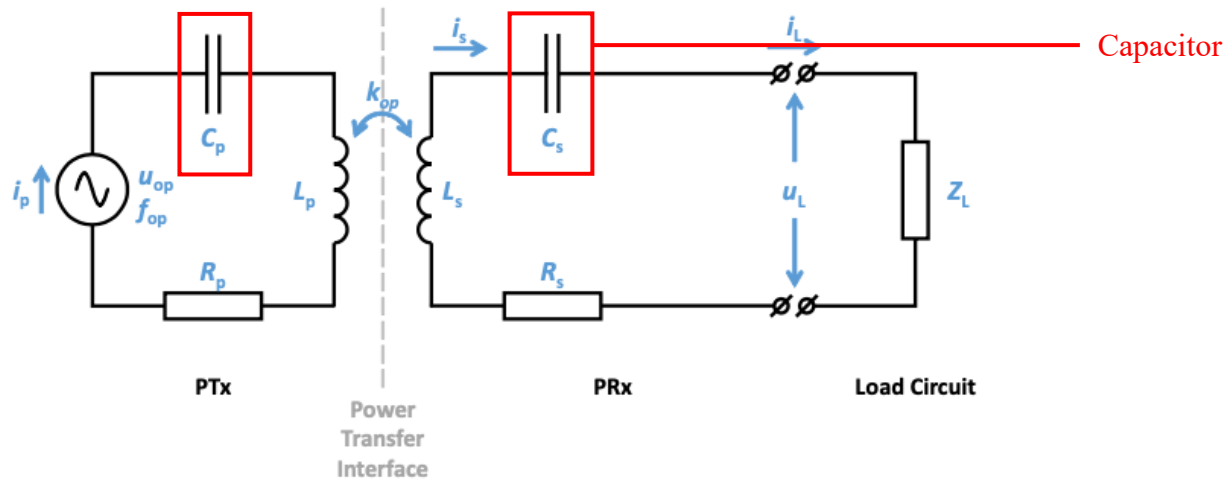 i_s
i_L
Capacitor
k_op
C_p
C_s
i_p
u_op
f_op
L_p
L_s
u_L
Z_L
R_p
R_s
PTx
PRx
Load Circuit
Power
Transfer
Interface